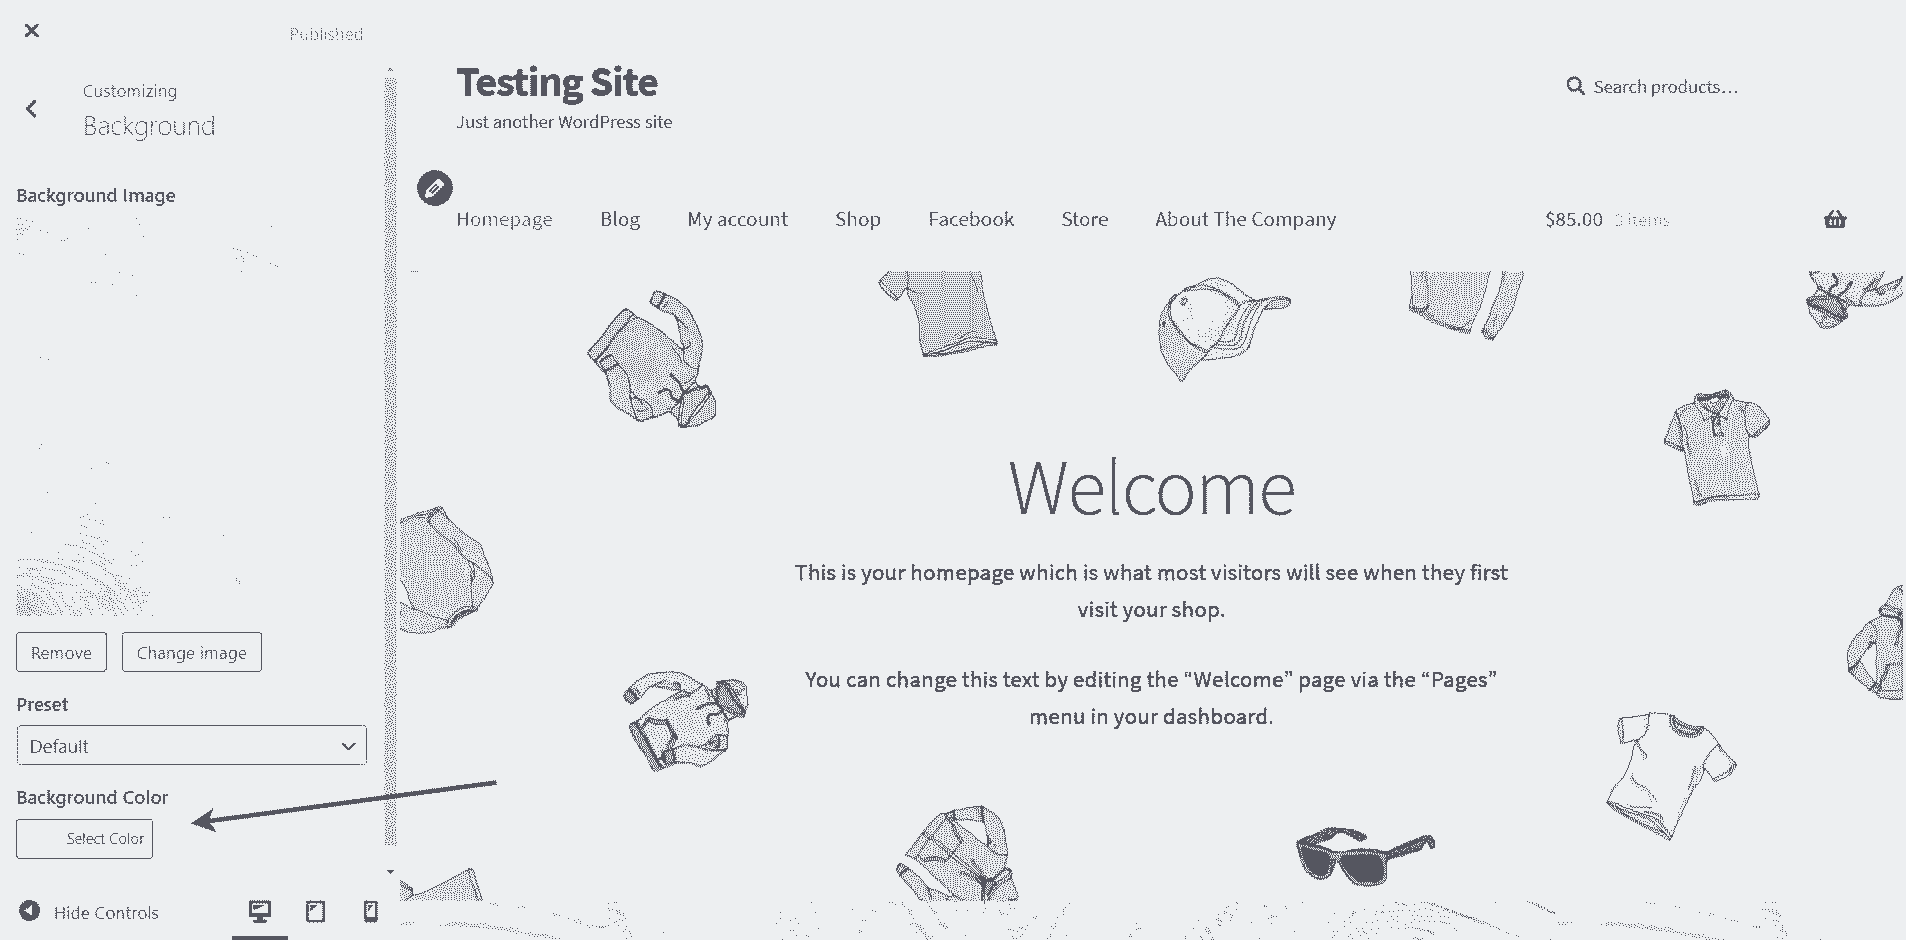 Published
Customizing
Background
Background Image
Remove
Change image
Preset
Default
Background Color
Select Color
Hide Controls
Testing Site
Just another WordPress site
Search products…
Homepage Blog My account Shop Facebook Store About The Company
$85.00 3 items
Welcome
This is your homepage which is what most visitors will see when they first
visit your shop.
You can change this text by editing the “Welcome” page via the “Pages”
menu in your dashboard.